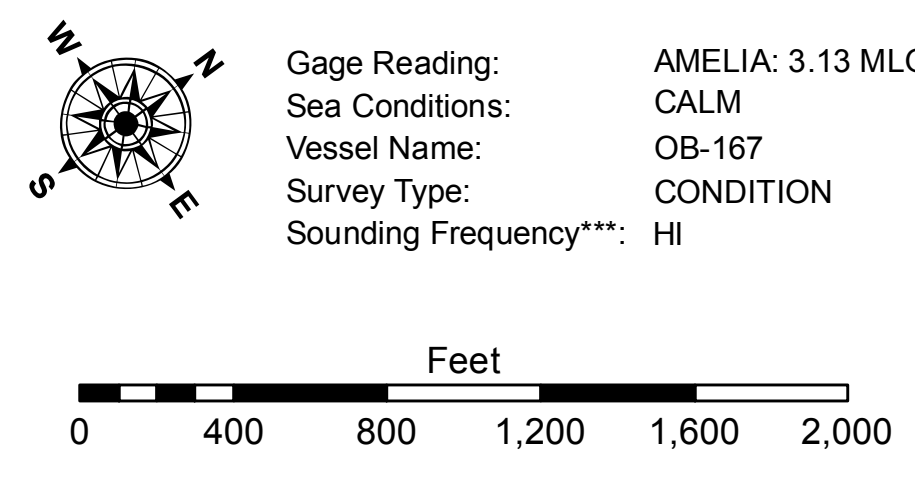 W N
S E
Gage Reading: AMELIA: 3.13
Sea Conditions: CALM
Vessel Name: OB-167
Survey Type: CONDITION
Sounding Frequency***: HI
Feet
0 400 800 1,200 1,600 2,000